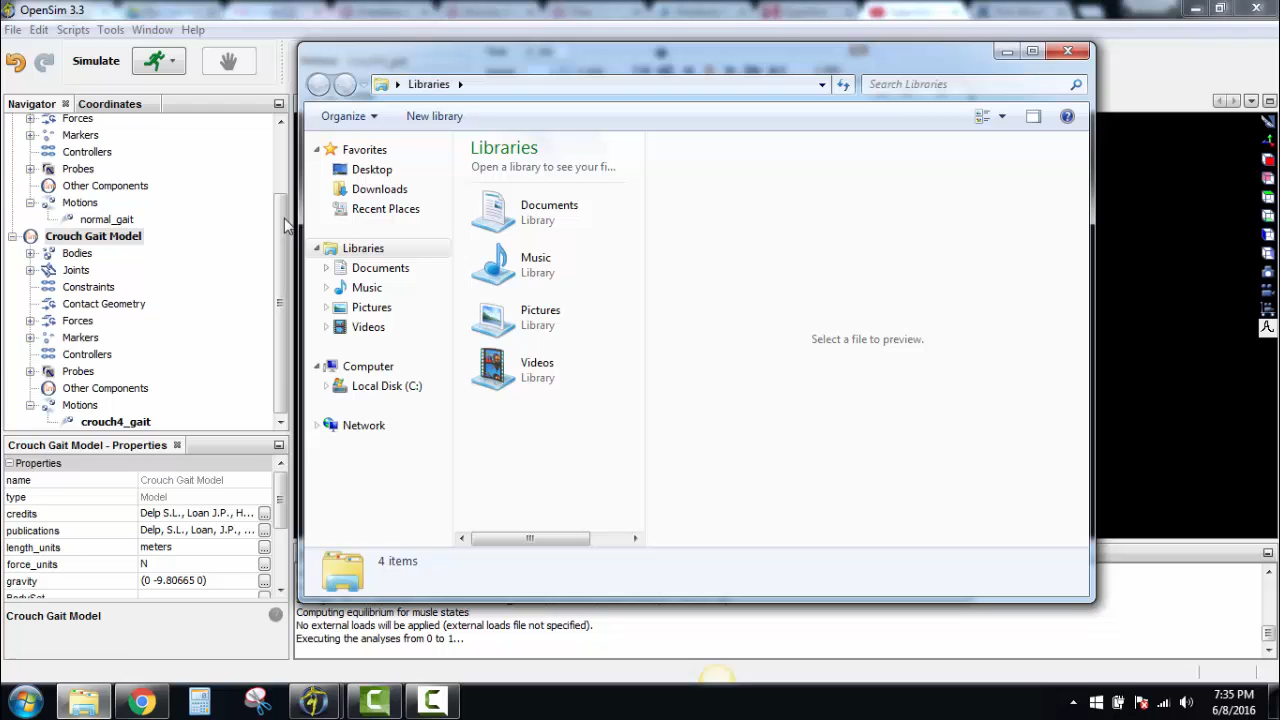 OpenSim 3.3
File Edit Scripts Tools Window Help
Simulate
Navigator Coordinates
Forces
Markers
Controllers
Probes
Other Components
Motions
normal_gait
Crouch Gait Model
Bodies
Joints
Constraints
Contact Geometry
Forces
Markers
Controllers
Probes
Other Components
Motions
crouch4_gait
Crouch Gait Model - Properties
Properties
name Crouch Gait Model
type Model
credits Delp S.L., Loan J.P., H... ...
publications Delp, S.L., Loan, J.P., ... ...
length_units meters ...
force_units N ...
gravity (0 -9.80665 0) ...
Crouch Gait Model
Libraries
Search Libraries
Organize New library
Favorites
Desktop
Downloads
Recent Places
Libraries
Documents
Music
Pictures
Videos
Computer
Local Disk (C:)
Network
Libraries
Open a library to see your fi...
Documents
Library
Music
Library
Pictures
Library
Videos
Library
Select a file to preview.
4 items
Computing equilibrium for musle states
No external loads will be applied (external loads file not specified).
Executing the analyses from 0 to 1...
7:35 PM
6/8/2016